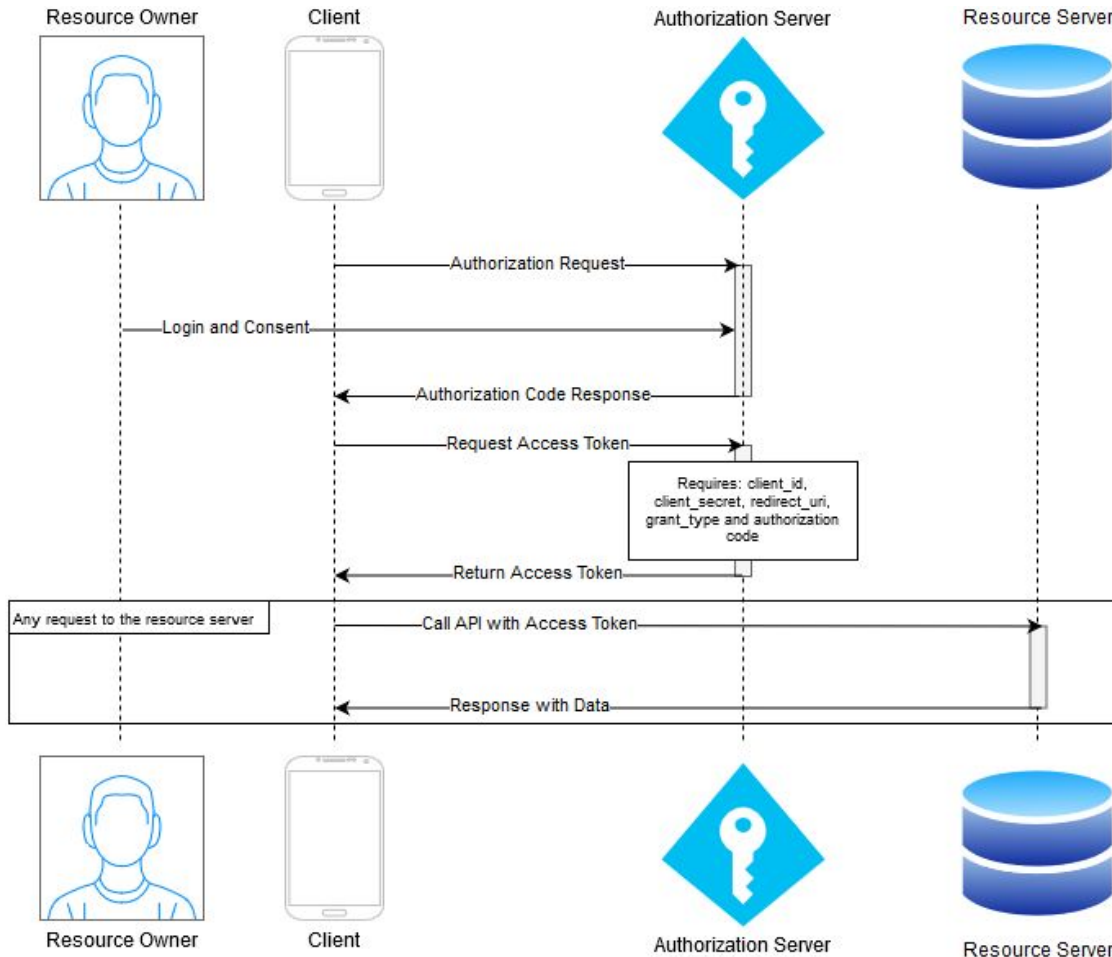 Resource Owner
Client
Authorization Server
Resource Server
Authorization Request
Login and Consent
Authorization Code Response
Request Access Token
Requires: client_id,
client_secret, redirect_uri,
grant_type and authorization
code
Return Access Token
Any request to the resource server
Call API with Access Token
Response with Data
Resource Owner
Client
Authorization Server
Resource Server